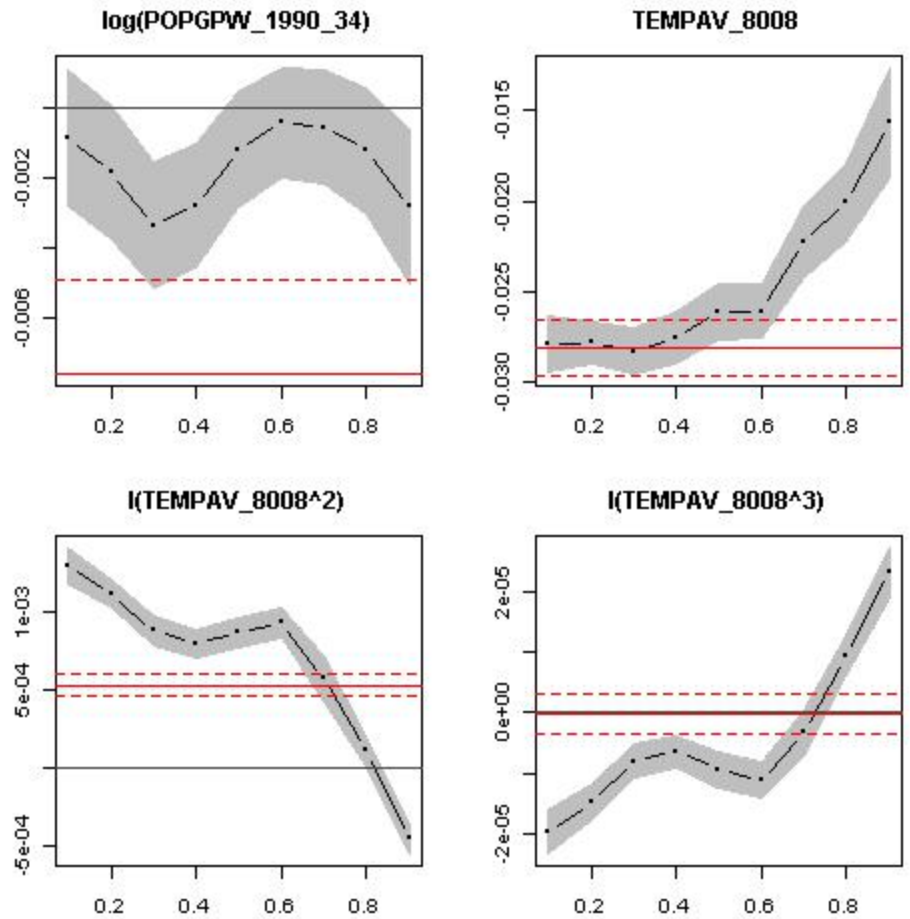 log(POPGPW_1990_34)
-0.002
-0.006
0.2 0.4 0.6 0.8
TEMPAV_8008
-0.015
-0.020
-0.025
-0.030
0.2 0.4 0.6 0.8
I(TEMPAV_8008^2)
1e-03
5e-04
-5e-04
0.2 0.4 0.6 0.8
I(TEMPAV_8008^3)
2e-05
0e+00
-2e-05
0.2 0.4 0.6 0.8